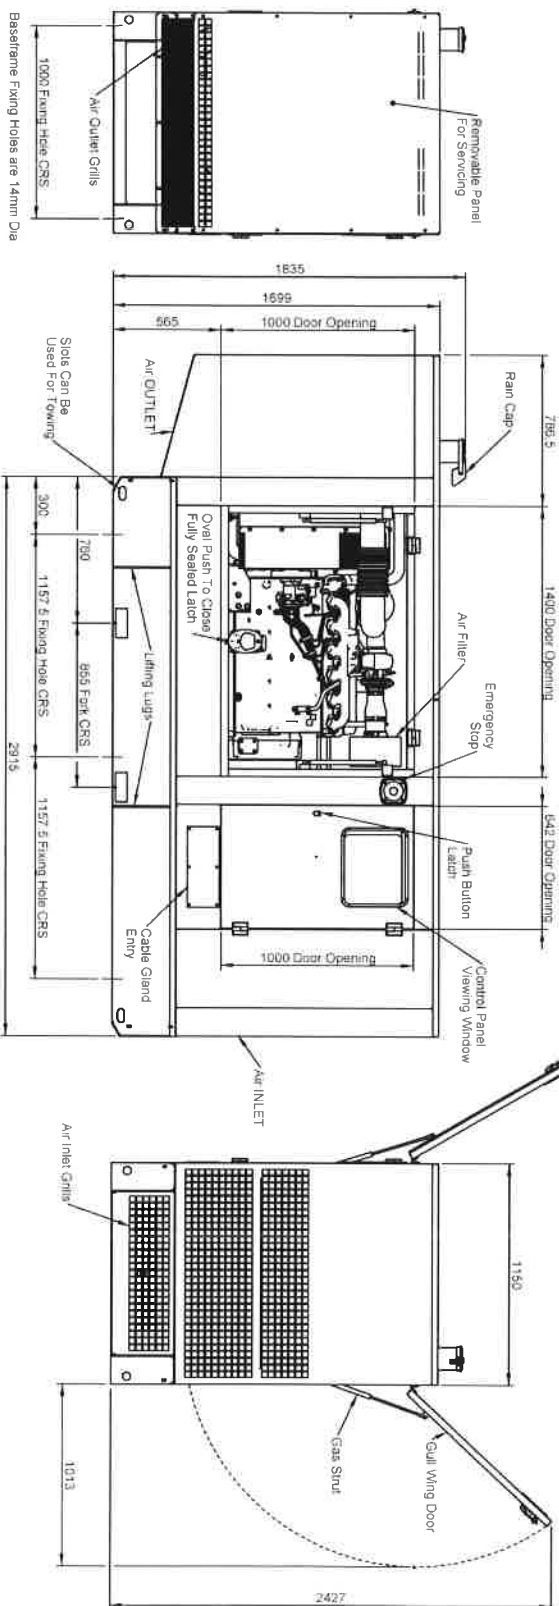 Removable Panel
For Servicing
Air Outlet Grills
1000 Fixing Hole CRS
Baseframe Fixing Holes are 14mm Dia
1835
1699
565
1000 Door Opening
786.5
Rain Cap
1400 Door Opening
642 Door Opening
Air OUTLET
Slots Can Be
Used For Towing
Oval Push To Close
Fully Sealed Latch
Air Filter
Emergency
Stop
Push Button
Latch
Control Panel
Viewing Window
Cable Gland
Entry
1000 Door Opening
Lifting Lugs
Air INLET
300
780
855 Fork CRS
1157.5 Fixing Hole CRS
1157.5 Fixing Hole CRS
2915
1150
Air Inlet Grills
Gas Strut
Gull Wing Door
1013
2427